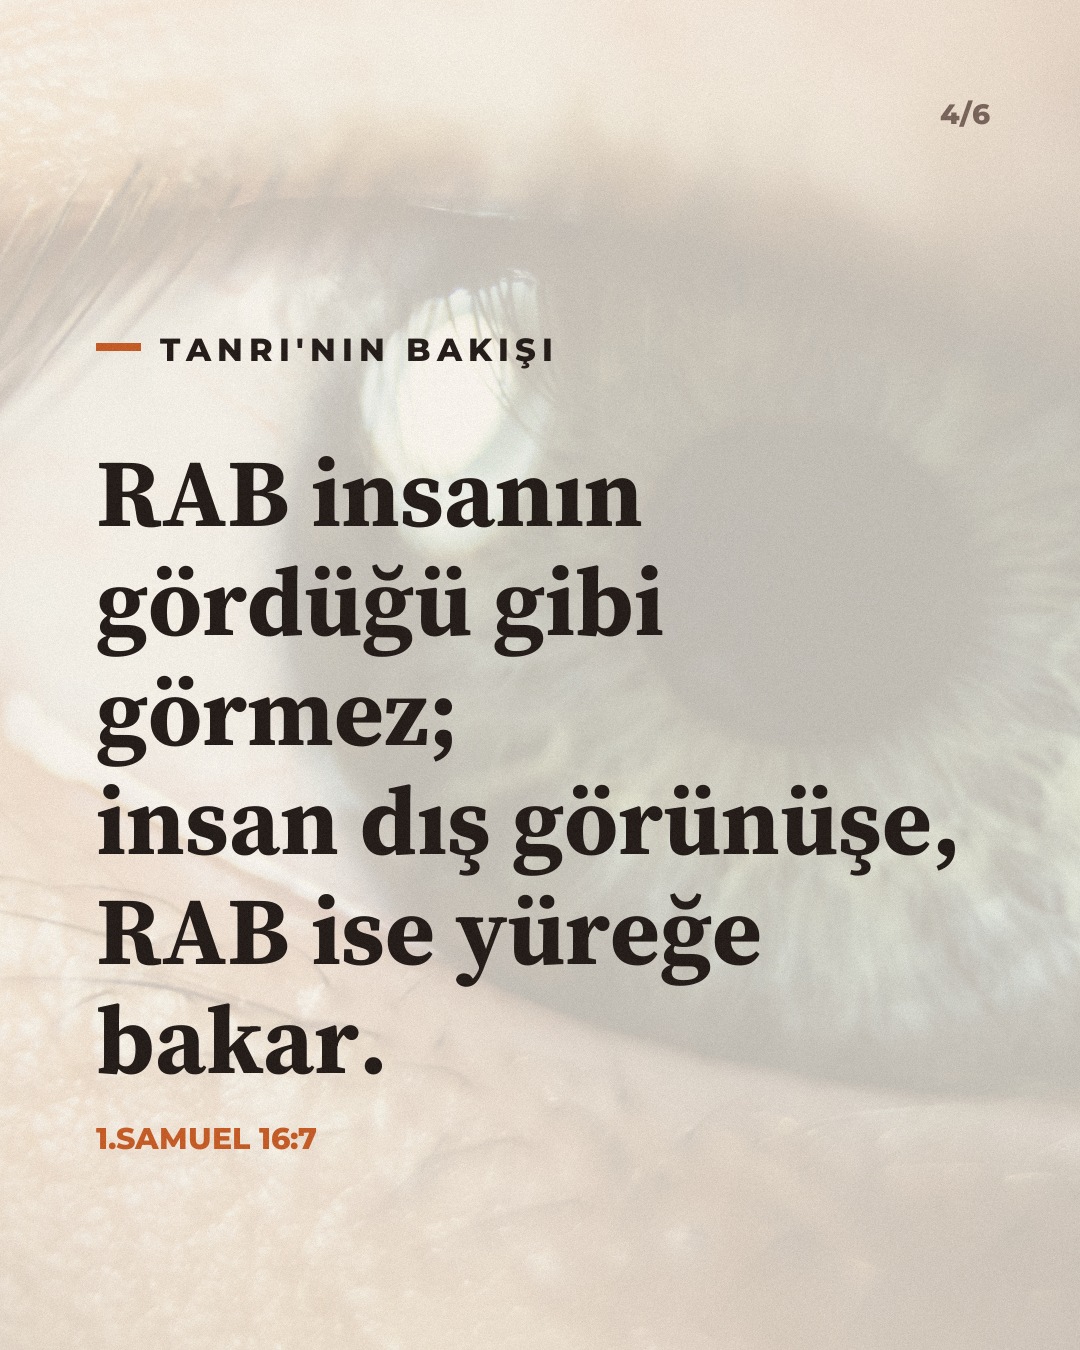 4/6
TANRI'NIN BAKIŞI
RAB insanın
gördüğü gibi
görmez;
insan dış görünüşe,
RAB ise yüreğe
bakar.
1.SAMUEL 16:7